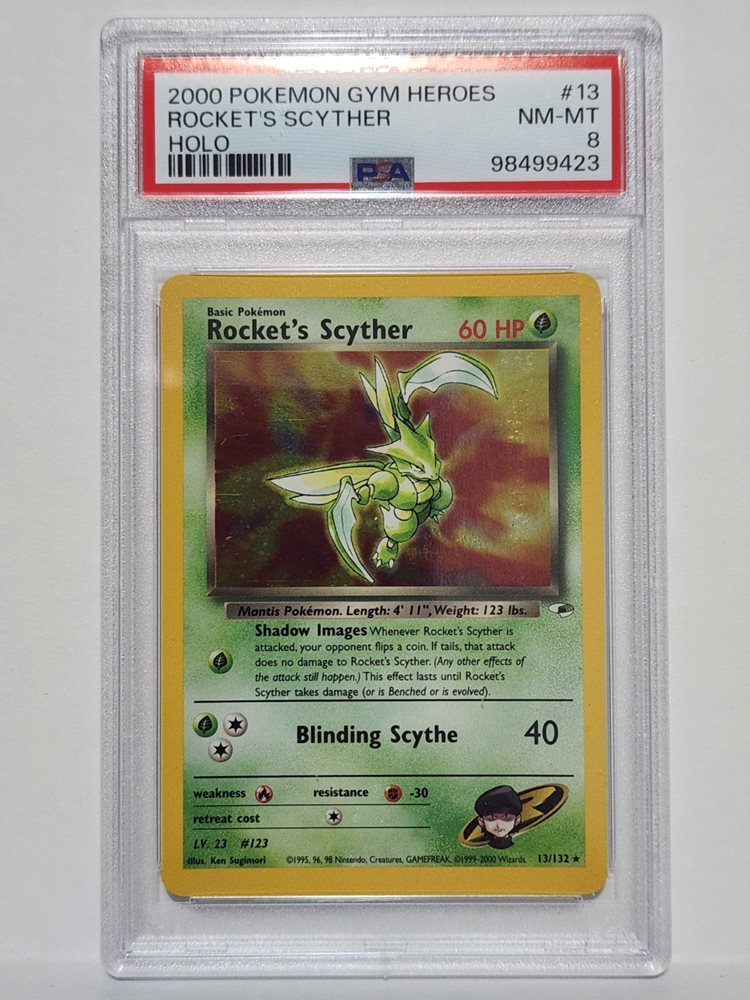 2000 POKEMON GYM HEROES #13
ROCKET'S SCYTHER NM-MT
HOLO 8
PSA 98499423
Basic Pokémon
Rocket's Scyther 60 HP
Mantis Pokémon. Length: 4' 11", Weight: 123 lbs.
Shadow Images Whenever Rocket's Scyther is
attacked, your opponent flips a coin. If tails, that attack
does no damage to Rocket's Scyther. (Any other effects of
the attack still happen.) This effect lasts until Rocket's
Scyther takes damage (or is Benched or is evolved).
Blinding Scythe 40
weakness resistance -30
retreat cost
LV. 23 #123
Illus. Ken Sugimori ©1995, 96, 98 Nintendo, Creatures, GAMEFREAK. ©1999-2000 Wizards. 13/132 ★